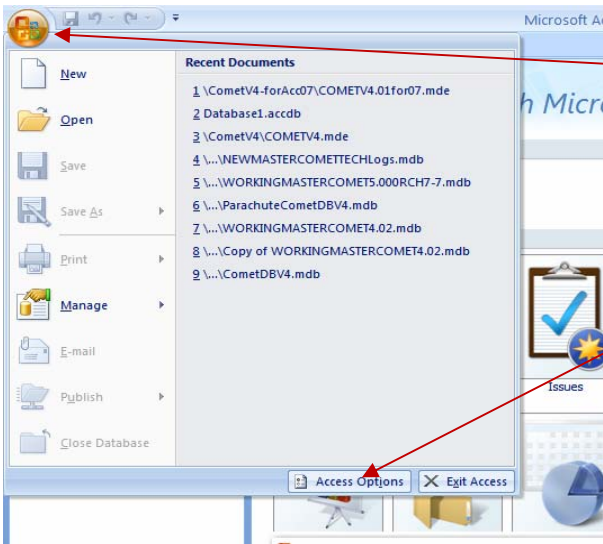 Microsoft Ac
h Micr
New
Open
Save
Save As
Print
Manage
E-mail
Publish
Close Database
Recent Documents
1 \CometV4-forAcc07\COMETV4.01for07.mde
2 Database1.accdb
3 \CometV4\COMETV4.mde
4 \...\NEWMASTERCOMETTECHLogs.mdb
5 \...\WORKINGMASTERCOMET5.000RCH7-7.mdb
6 \...\ParachuteCometDBV4.mdb
7 \...\WORKINGMASTERCOMET4.02.mdb
8 \...\Copy of WORKINGMASTERCOMET4.02.mdb
9 \...\CometDBV4.mdb
Issues
Access Options
Exit Access